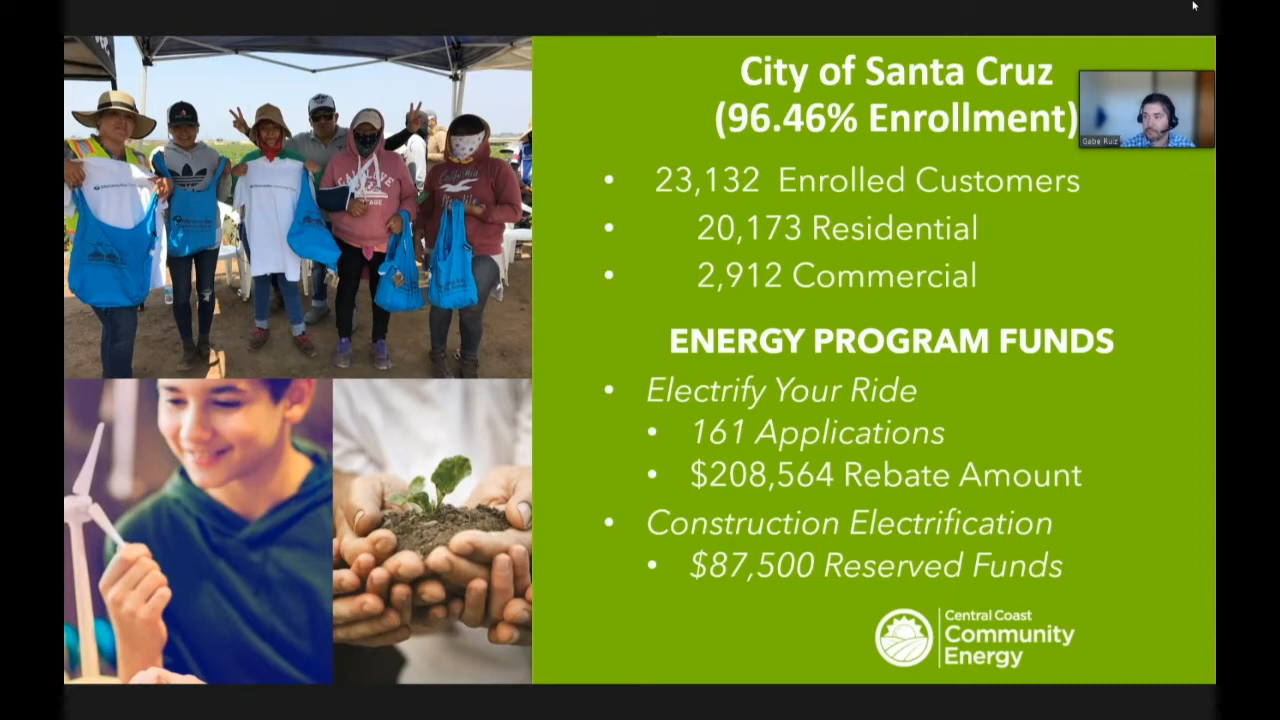 City of Santa Cruz
(96.46% Enrollment)
Gabe Ruiz
• 23,132 Enrolled Customers
• 20,173 Residential
• 2,912 Commercial
ENERGY PROGRAM FUNDS
• Electrify Your Ride
• 161 Applications
• $208,564 Rebate Amount
• Construction Electrification
• $87,500 Reserved Funds
Central Coast
Community
Energy